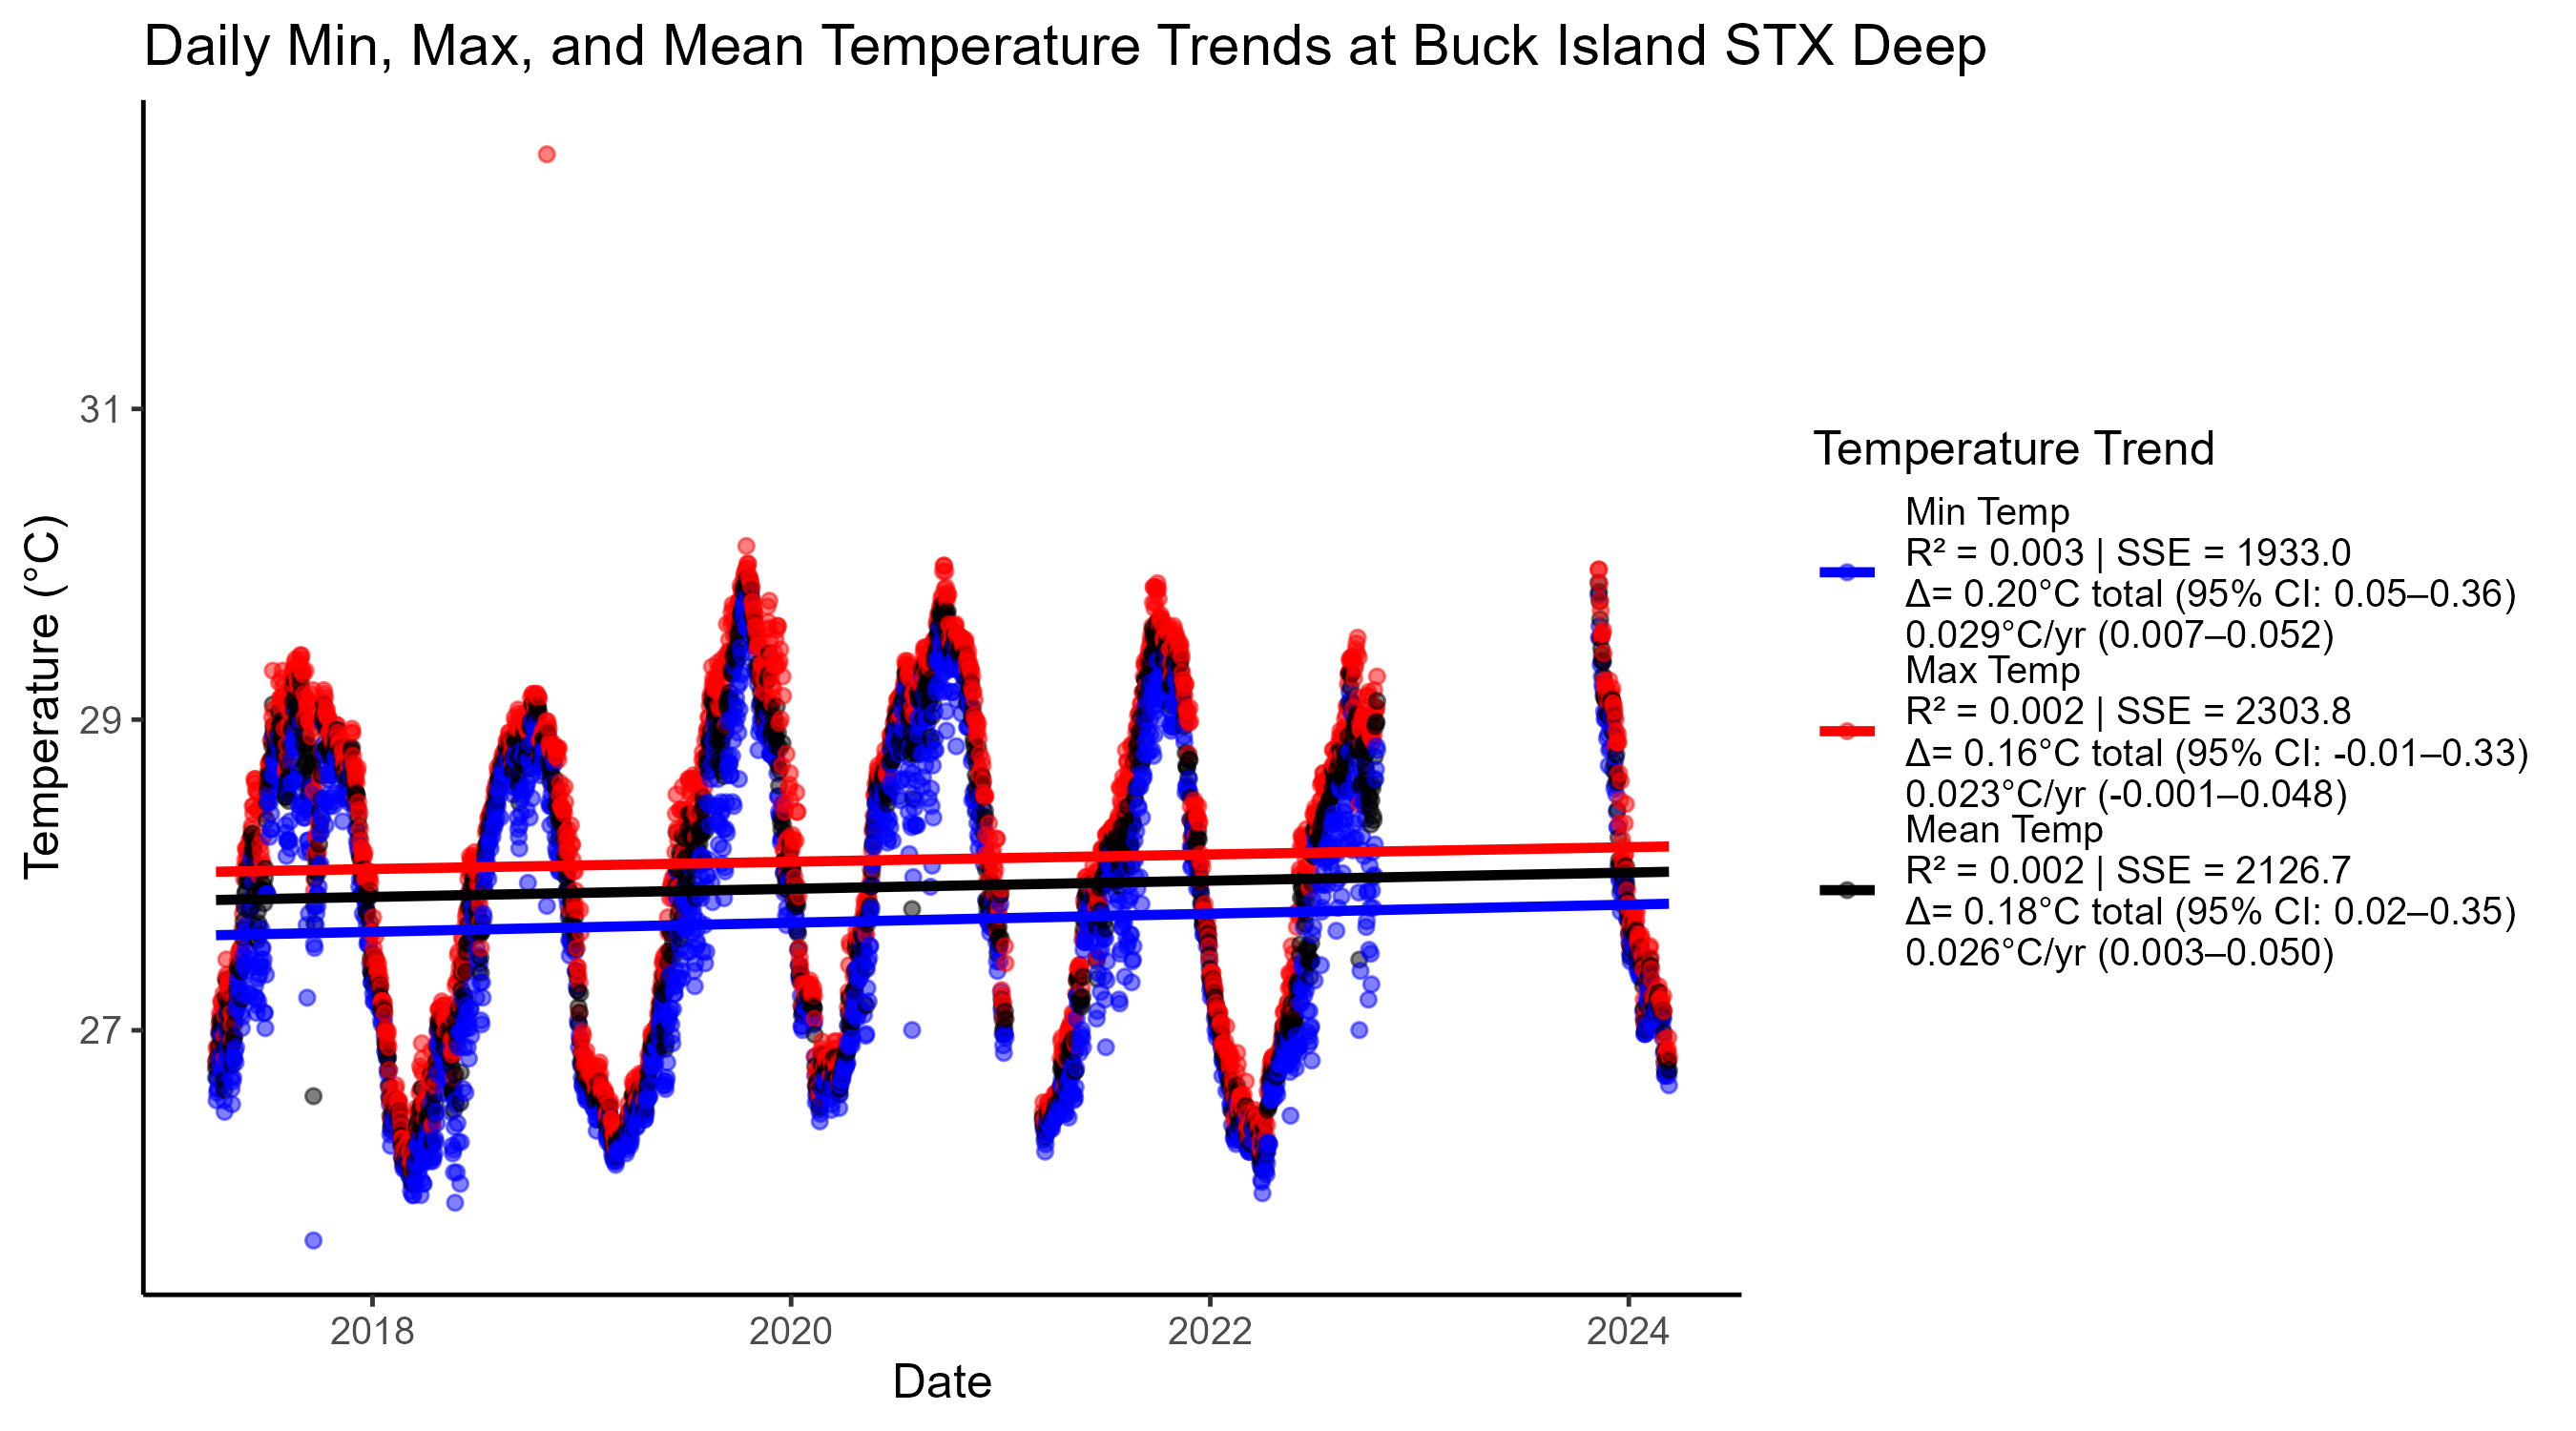 Daily Min, Max, and Mean Temperature Trends at Buck Island STX Deep
Temperature (°C)
31
29
27
2018
2020
2022
2024
Date
Temperature Trend
Min Temp
R² = 0.003 | SSE = 1933.0
Δ= 0.20°C total (95% CI: 0.05–0.36)
0.029°C/yr (0.007–0.052)
Max Temp
R² = 0.002 | SSE = 2303.8
Δ= 0.16°C total (95% CI: -0.01–0.33)
0.023°C/yr (-0.001–0.048)
Mean Temp
R² = 0.002 | SSE = 2126.7
Δ= 0.18°C total (95% CI: 0.02–0.35)
0.026°C/yr (0.003–0.050)